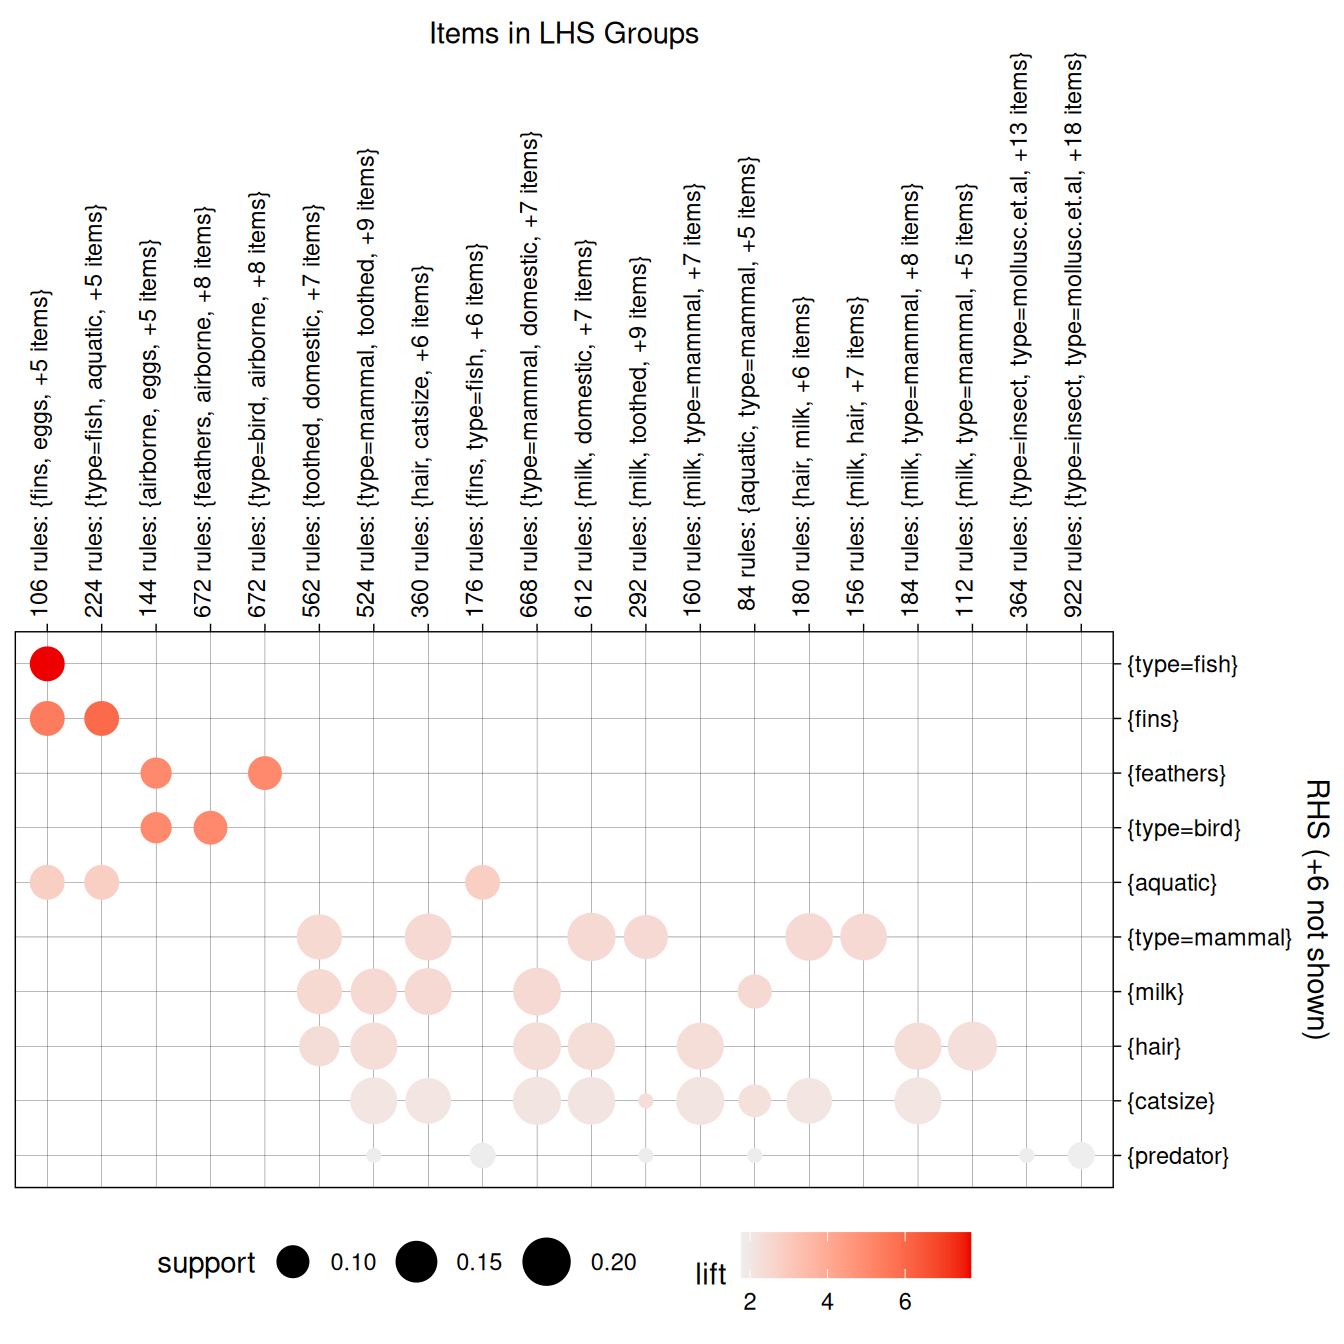 Items in LHS Groups
106 rules: {fins, eggs, +5 items}
224 rules: {type=fish, aquatic, +5 items}
144 rules: {airborne, eggs, +5 items}
672 rules: {feathers, airborne, +8 items}
672 rules: {type=bird, airborne, +8 items}
562 rules: {toothed, domestic, +7 items}
524 rules: {type=mammal, toothed, +9 items}
360 rules: {hair, catsize, +6 items}
176 rules: {fins, type=fish, +6 items}
668 rules: {type=mammal, domestic, +7 items}
612 rules: {milk, domestic, +7 items}
292 rules: {milk, toothed, +9 items}
160 rules: {milk, type=mammal, +7 items}
84 rules: {aquatic, type=mammal, +5 items}
180 rules: {hair, milk, +6 items}
156 rules: {milk, hair, +7 items}
184 rules: {milk, type=mammal, +8 items}
112 rules: {milk, type=mammal, +5 items}
364 rules: {type=insect, type=mollusc.et.al, +13 items}
922 rules: {type=insect, type=mollusc.et.al, +18 items}
{type=fish}
{fins}
{feathers}
{type=bird}
{aquatic}
{type=mammal}
{milk}
{hair}
{catsize}
{predator}
RHS (+6 not shown)
support 0.10 0.15 0.20
lift
2 4 6